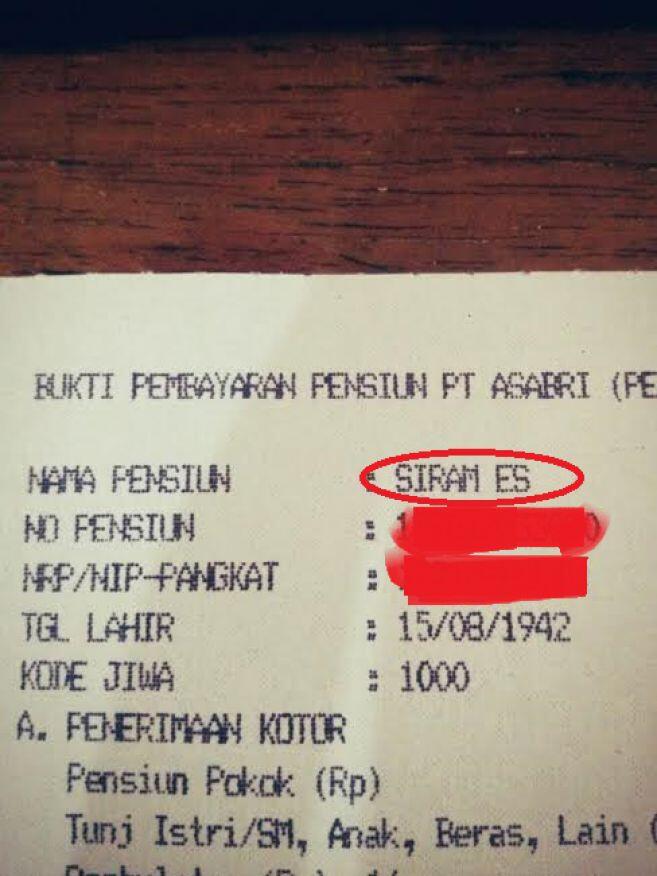 BUKTI PEMBAYARAN PENSIUN PT ASABRI (PE
NAMA PENSIUN : SIRAM ES
NO PENSIUN :
NRP/NIP-PANGKAT :
TGL LAHIR : 15/08/1942
KODE JIWA : 1000
A. PENERIMAAN KOTOR
Pensiun Pokok (Rp)
Tunj Istri/SM, Anak, Beras, Lain (